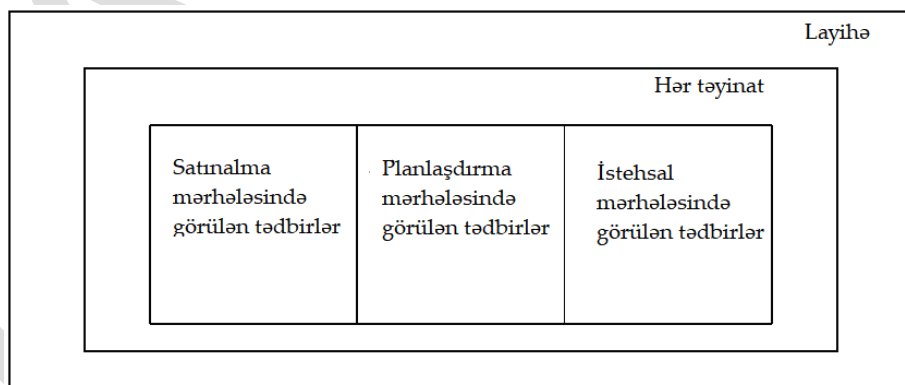 Layihə
Hər təyinat
Satınalma
mərhələsində
görülən tədbirlər
Planlaşdırma
mərhələsində
görülən tədbirlər
İstehsal
mərhələsində
görülən tədbirlər